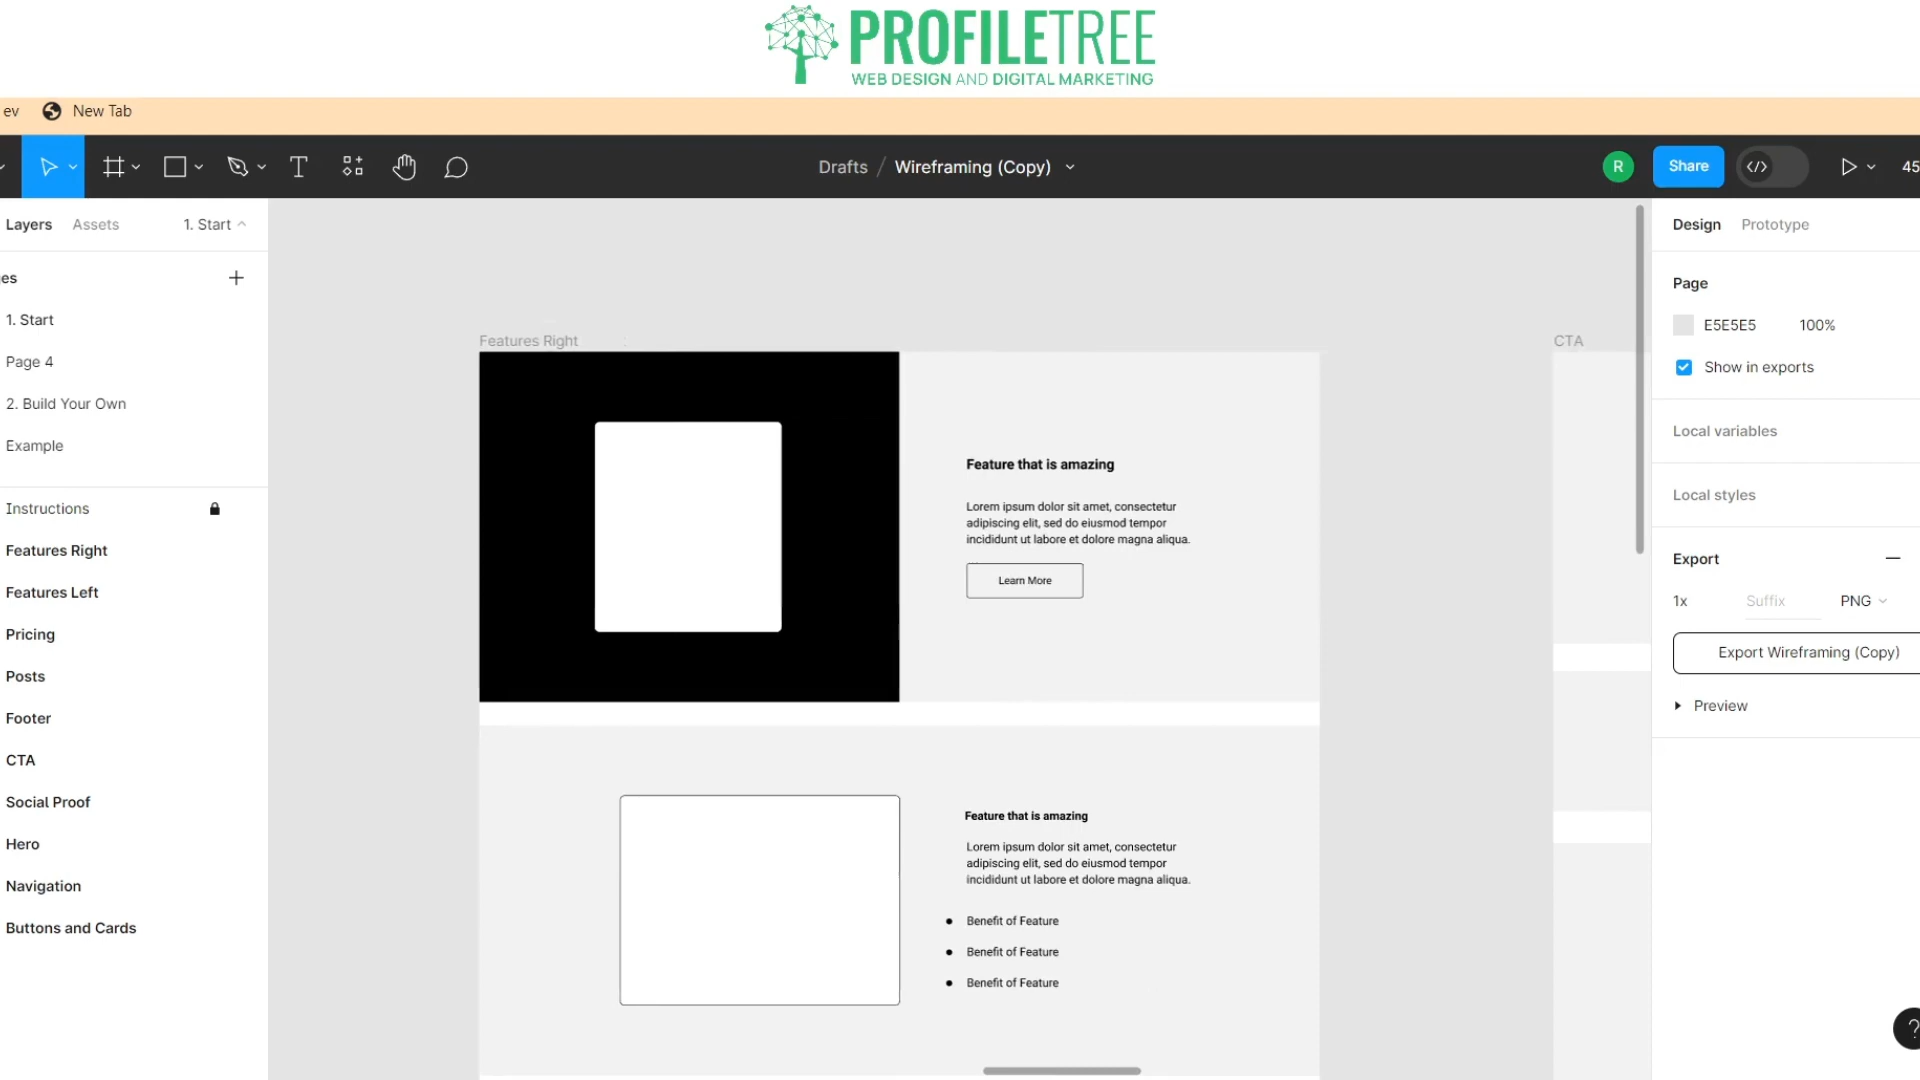 PROFILETREE
WEB DESIGN AND DIGITAL MARKETING
ev New Tab
Drafts / Wireframing (Copy)
R Share </> 45
Layers Assets 1. Start
es
1. Start
Page 4
2. Build Your Own
Example
Instructions
Features Right
Features Left
Pricing
Posts
Footer
CTA
Social Proof
Hero
Navigation
Buttons and Cards
Features Right
Feature that is amazing
Lorem ipsum dolor sit amet, consectetur
adipiscing elit, sed do eiusmod tempor
incididunt ut labore et dolore magna aliqua.
Learn More
Feature that is amazing
Lorem ipsum dolor sit amet, consectetur
adipiscing elit, sed do eiusmod tempor
incididunt ut labore et dolore magna aliqua.
Benefit of Feature
Benefit of Feature
Benefit of Feature
CTA
Design Prototype
Page
E5E5E5 100%
Show in exports
Local variables
Local styles
Export
1x Suffix PNG
Export Wireframing (Copy)
Preview
?